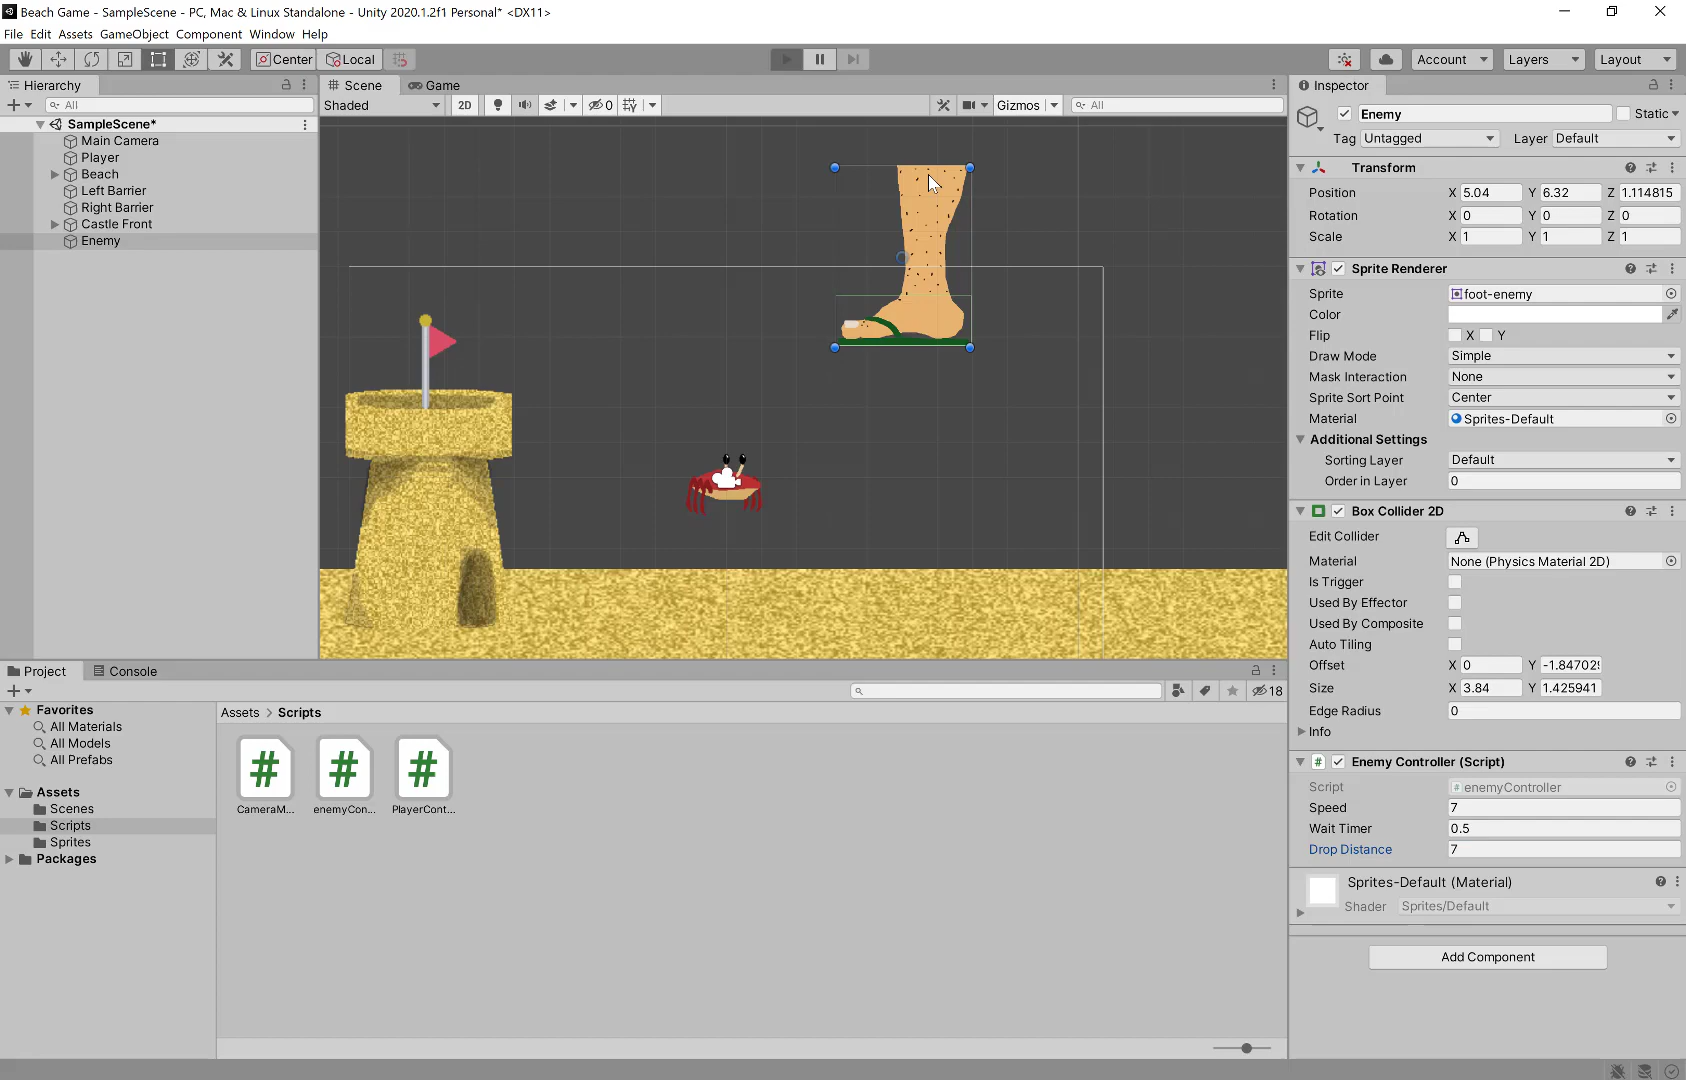 Beach Game - SampleScene - PC, Mac & Linux Standalone - Unity 2020.1.2f1 Personal* <DX11>
File Edit Assets GameObject Component Window Help
Center Local Account Layers Layout
Hierarchy
All
SampleScene*
Main Camera
Player
Beach
Left Barrier
Right Barrier
Castle Front
Enemy
Scene Game
Shaded 2D 0 Gizmos All
Inspector
Enemy Static
Tag Untagged Layer Default
Transform
Position X 5.04 Y 6.32 Z 1.114815
Rotation X 0 Y 0 Z 0
Scale X 1 Y 1 Z 1
Sprite Renderer
Sprite foot-enemy
Color
Flip X Y
Draw Mode Simple
Mask Interaction None
Sprite Sort Point Center
Material Sprites-Default
Additional Settings
Sorting Layer Default
Order in Layer 0
Box Collider 2D
Edit Collider
Material None (Physics Material 2D)
Is Trigger
Used By Effector
Used By Composite
Auto Tiling
Offset X 0 Y -1.847029
Size X 3.84 Y 1.425941
Edge Radius 0
Info
Enemy Controller (Script)
Script enemyController
Speed 7
Wait Timer 0.5
Drop Distance 7
Sprites-Default (Material)
Shader Sprites/Default
Add Component
Project Console
18
Favorites
All Materials
All Models
All Prefabs
Assets
Scenes
Scripts
Sprites
Packages
Assets > Scripts
# # #
CameraM... enemyCon... PlayerCont...